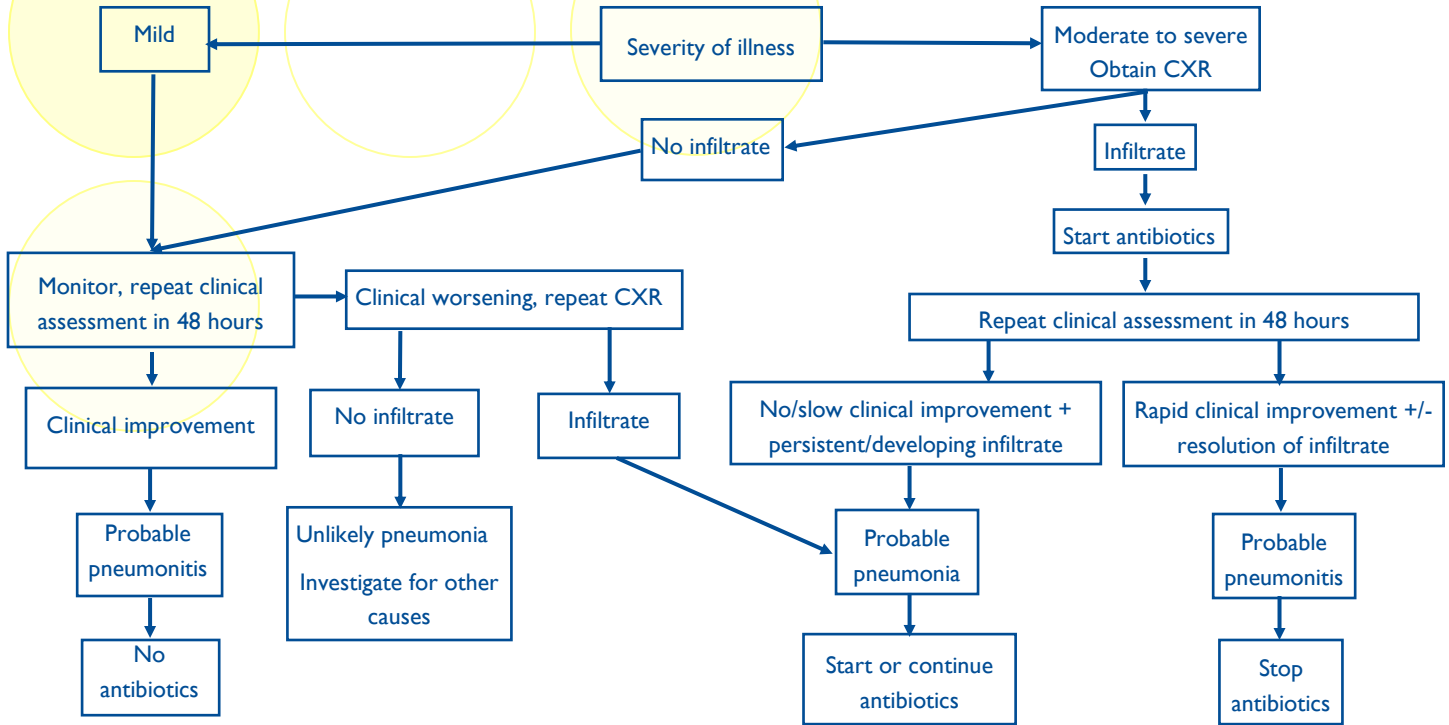 Mild
Severity of illness
Moderate to severe
Obtain CXR
No infiltrate
Infiltrate
Start antibiotics
Monitor, repeat clinical
assessment in 48 hours
Clinical worsening, repeat CXR
Repeat clinical assessment in 48 hours
Clinical improvement
No infiltrate
Infiltrate
No/slow clinical improvement +
persistent/developing infiltrate
Rapid clinical improvement +/-
resolution of infiltrate
Probable
pneumonitis
Unlikely pneumonia
Investigate for other
causes
Probable
pneumonia
Probable
pneumonitis
No
antibiotics
Start or continue
antibiotics
Stop
antibiotics